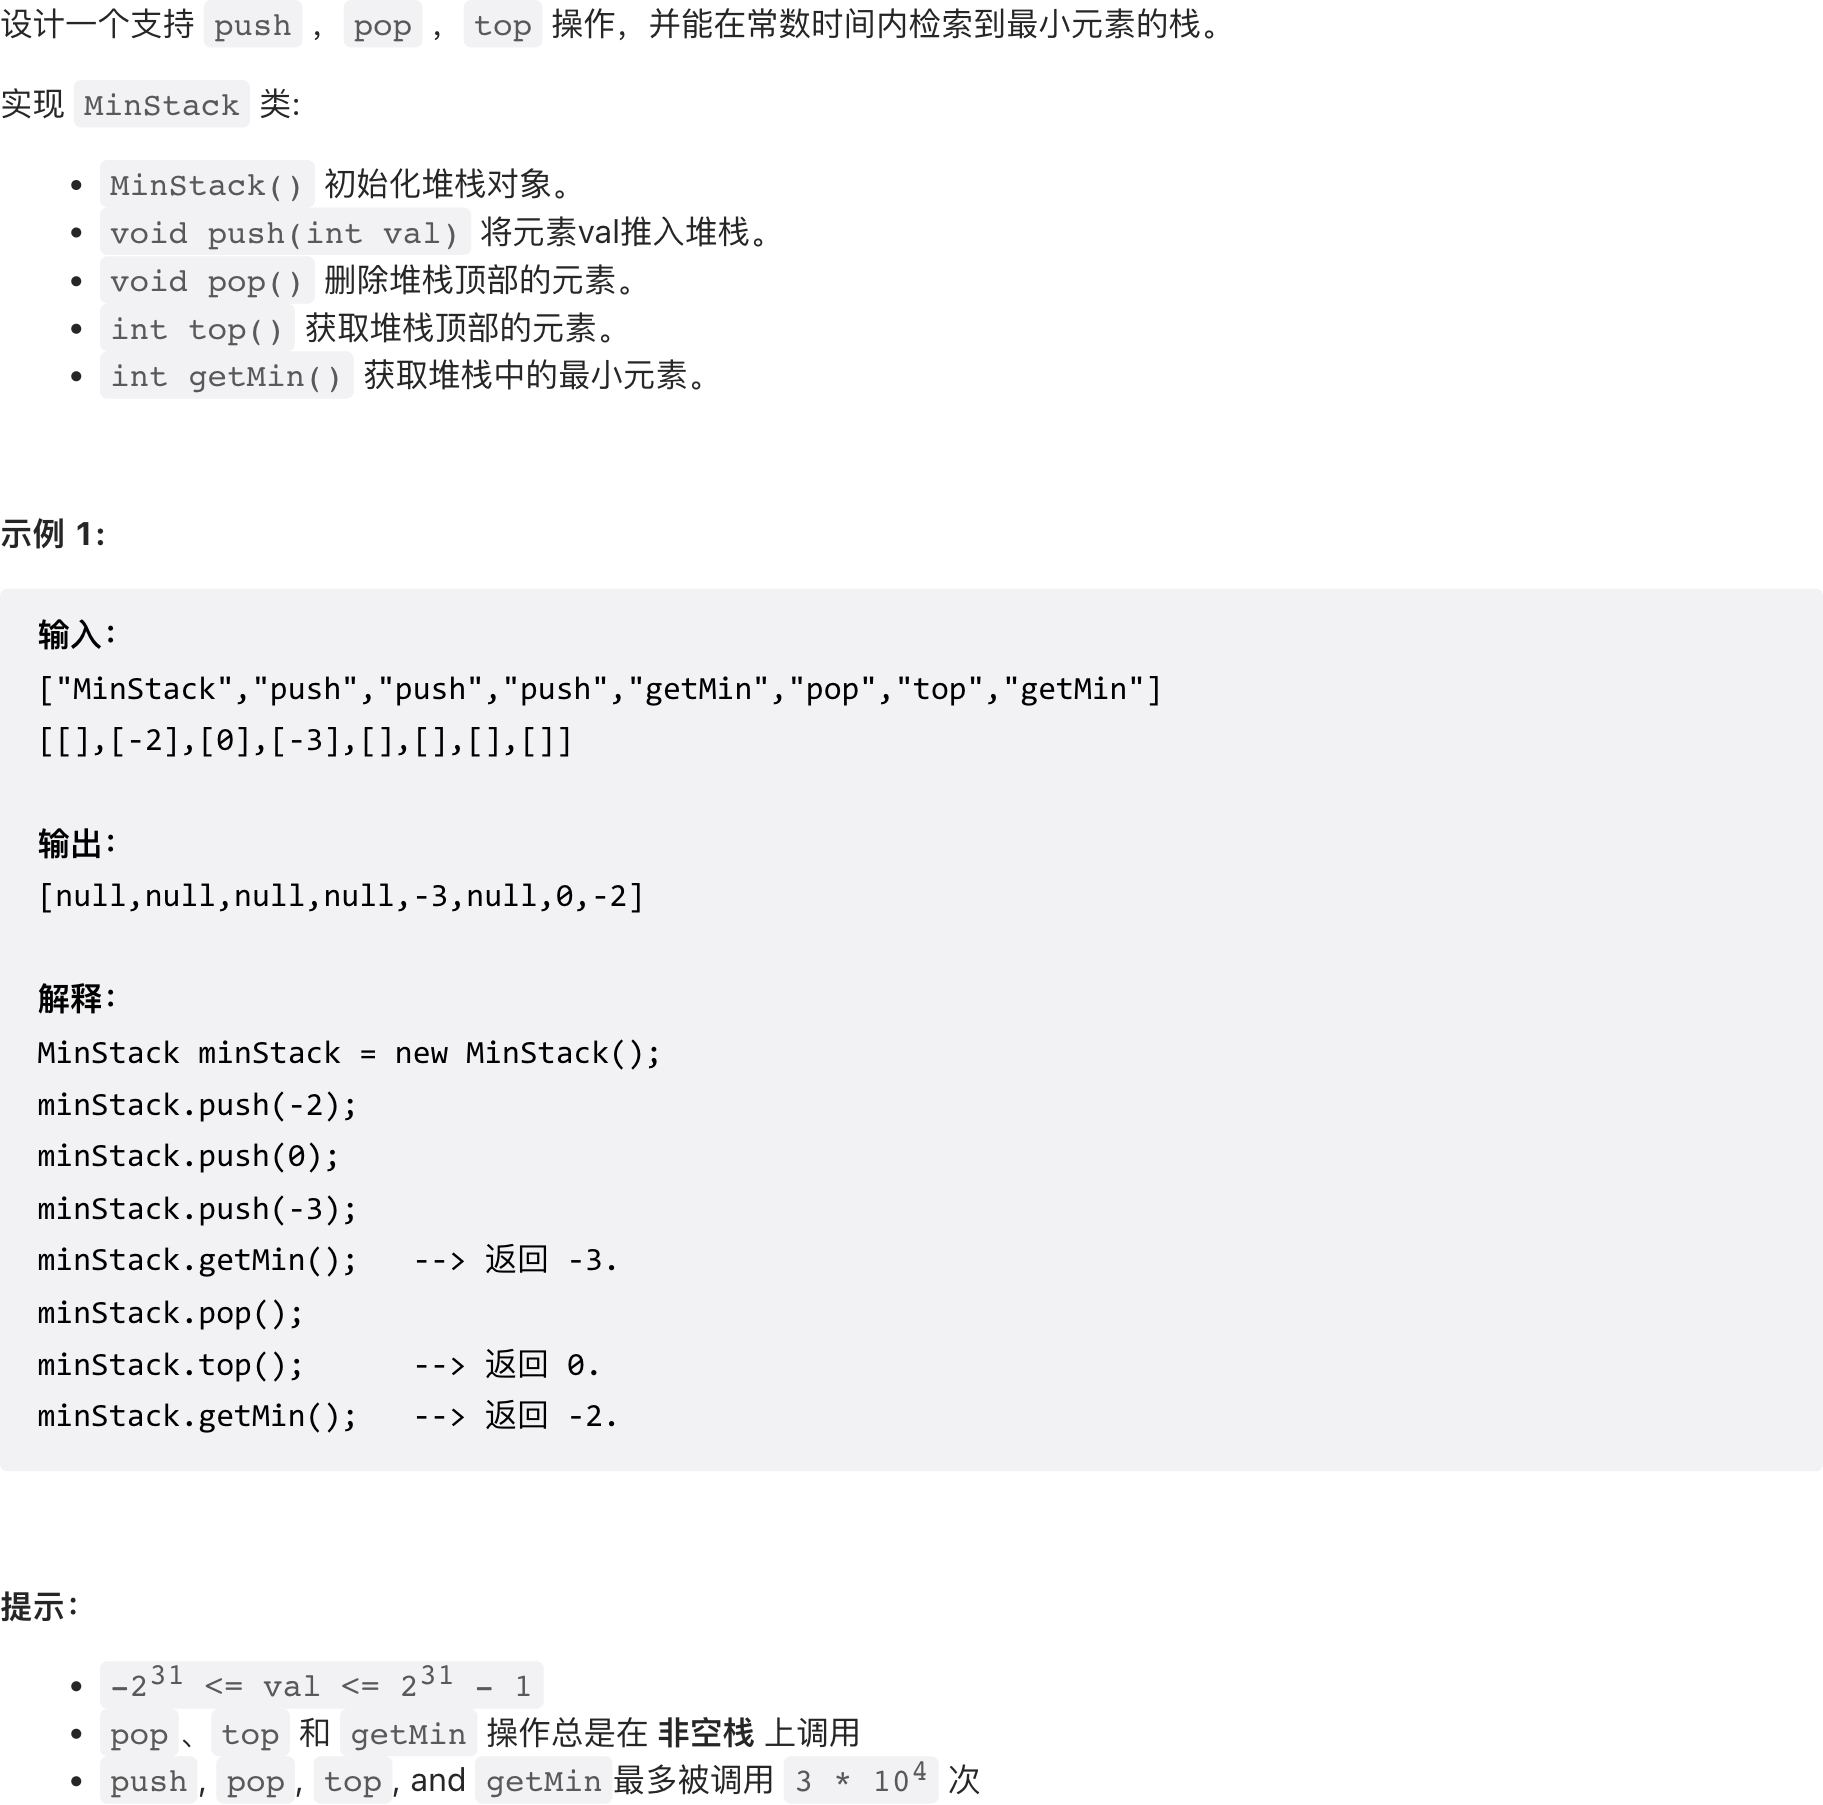 设计一个支持 push ，pop ，top 操作，并能在常数时间内检索到最小元素的栈。
实现 MinStack 类:
• MinStack() 初始化堆栈对象。
• void push(int val) 将元素val推入堆栈。
• void pop() 删除堆栈顶部的元素。
• int top() 获取堆栈顶部的元素。
• int getMin() 获取堆栈中的最小元素。
示例 1:
输入：
["MinStack","push","push","push","getMin","pop","top","getMin"]
[[],[-2],[0],[-3],[],[],[],[]]
输出：
[null,null,null,null,-3,null,0,-2]
解释：
MinStack minStack = new MinStack();
minStack.push(-2);
minStack.push(0);
minStack.push(-3);
minStack.getMin();   --> 返回 -3.
minStack.pop();
minStack.top();      --> 返回 0.
minStack.getMin();   --> 返回 -2.
提示：
• -2³¹ <= val <= 2³¹ - 1
• pop、top 和 getMin 操作总是在 非空栈 上调用
• push, pop, top, and getMin最多被调用 3 * 10⁴ 次